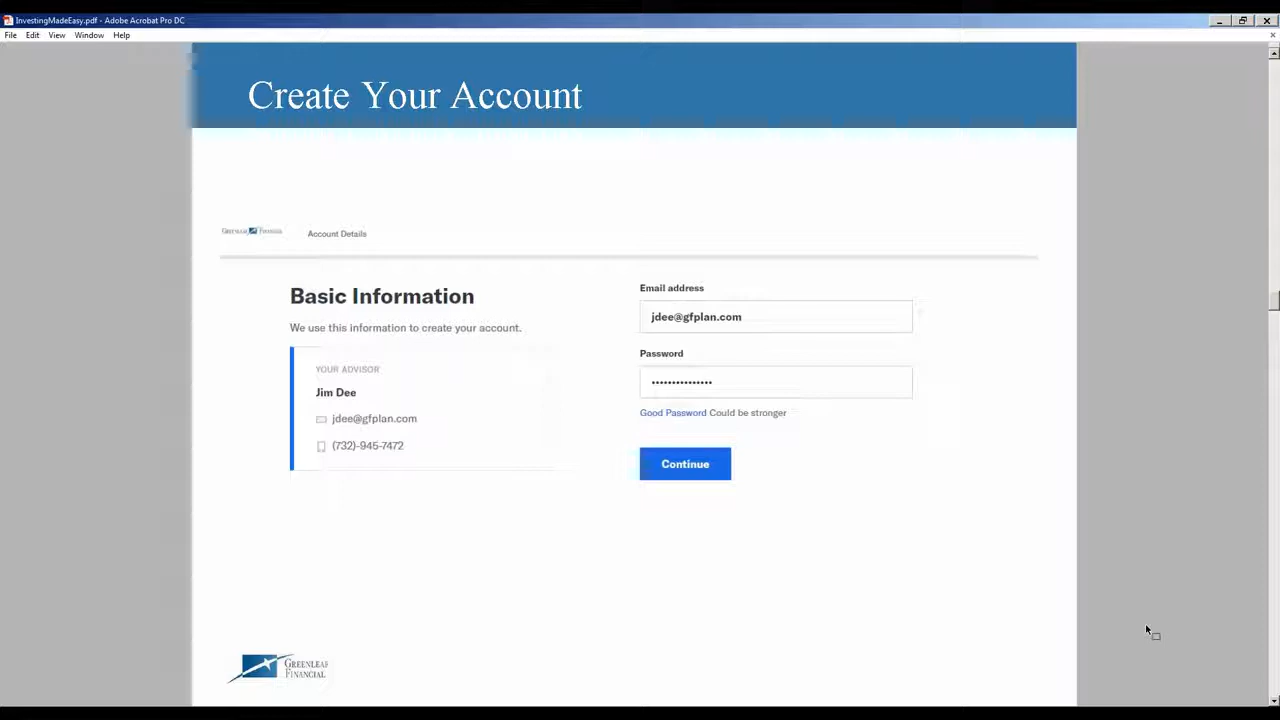 InvestingMadeEasy.pdf - Adobe Acrobat Pro DC
File Edit View Window Help
Create Your Account
GREENLEAF FINANCIAL
Account Details
Basic Information
We use this information to create your account.
YOUR ADVISOR
Jim Dee
jdee@gfplan.com
(732)-945-7472
Email address
jdee@gfplan.com
Password
•••••••••••••••
Good Password Could be stronger
Continue
GREENLEAF
FINANCIAL